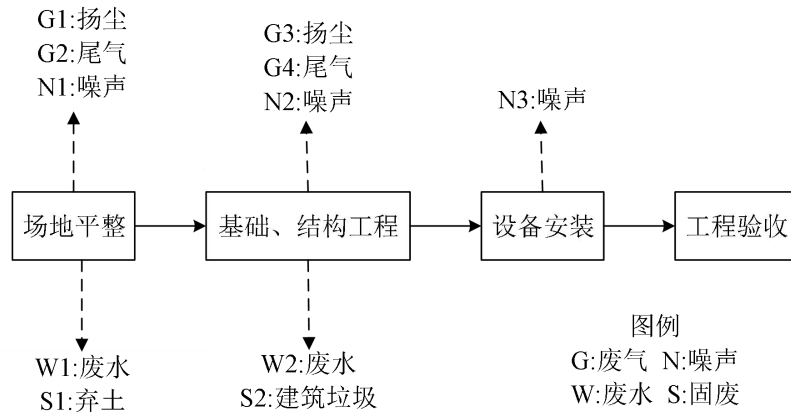 G1:扬尘
G2:尾气
N1:噪声
G3:扬尘
G4:尾气
N2:噪声
N3:噪声
场地平整
基础、结构工程
设备安装
工程验收
W1:废水
S1:弃土
W2:废水
S2:建筑垃圾
图例
G:废气 N:噪声
W:废水 S:固废